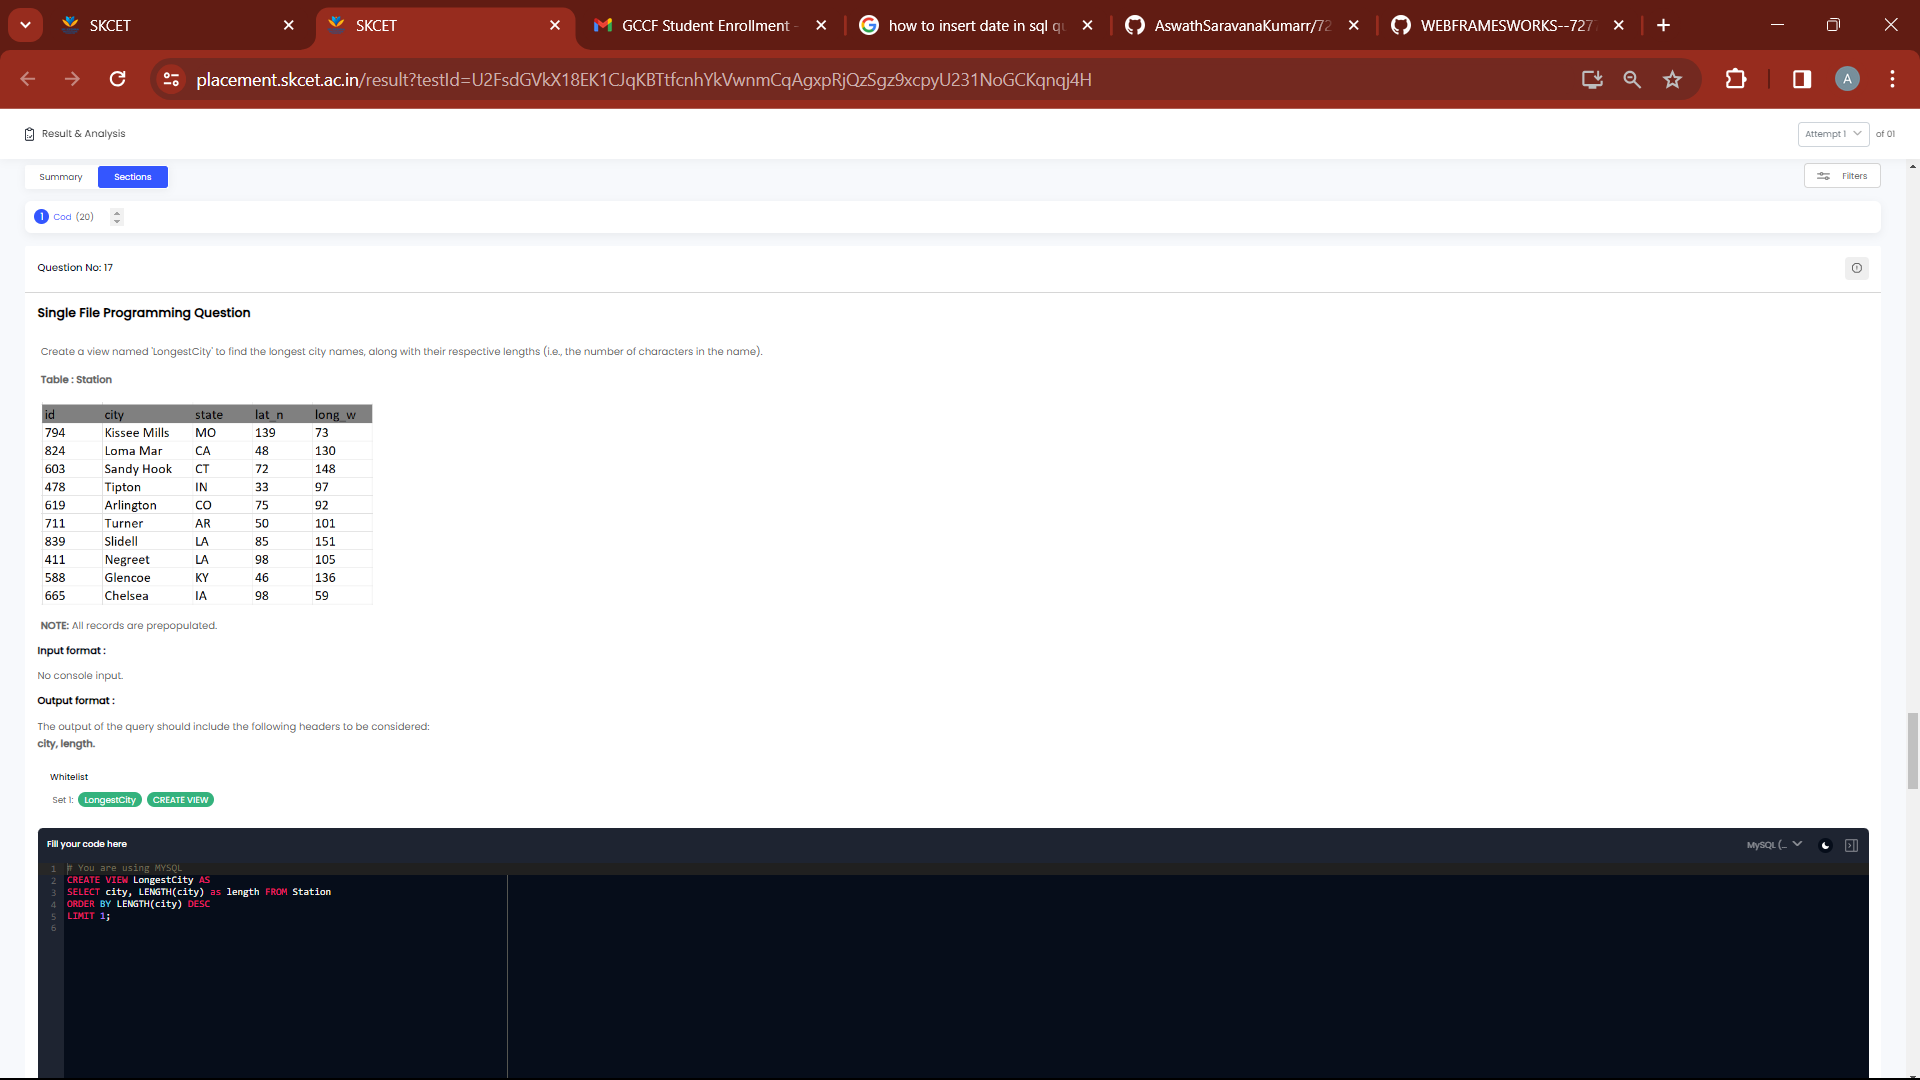 SKCET
SKCET
GCCF Student Enrollment -
how to insert date in sql qu
AswathSaravanaKumarr/72
WEBFRAMESWORKS--727
placement.skcet.ac.in/result?testId=U2FsdGVkX18EK1CJqKBTtfcnhYkVwnmCqAgxpRjQzSgz9xcpyU231NoGCKqnqj4H
A
Result & Analysis
Attempt 1 of 01
Summary Sections
Filters
1 Cod (20)
Question No: 17
Single File Programming Question
Create a view named 'LongestCity' to find the longest city names, along with their respective lengths (i.e., the number of characters in the name).
Table : Station
id city state lat_n long_w
794 Kissee Mills MO 139 73
824 Loma Mar CA 48 130
603 Sandy Hook CT 72 148
478 Tipton IN 33 97
619 Arlington CO 75 92
711 Turner AR 50 101
839 Slidell LA 85 151
411 Negreet LA 98 105
588 Glencoe KY 46 136
665 Chelsea IA 98 59
NOTE: All records are prepopulated.
Input format :
No console input.
Output format :
The output of the query should include the following headers to be considered:
city, length.
Whitelist
Set 1: LongestCity CREATE VIEW
Fill your code here
MySQL (...
1 # You are using MYSQL
2 CREATE VIEW LongestCity AS
3 SELECT city, LENGTH(city) as length FROM Station
4 ORDER BY LENGTH(city) DESC
5 LIMIT 1;
6